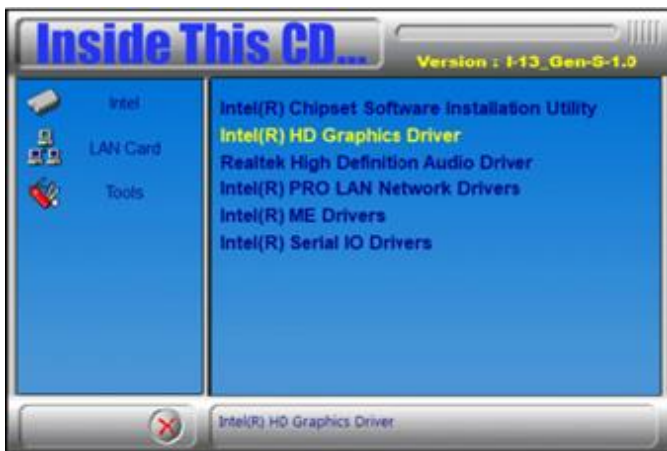 Inside This CD...
Version : I-13_Gen-S-1.0
Intel
LAN Card
Tools
Intel(R) Chipset Software Installation Utility
Intel(R) HD Graphics Driver
Realtek High Definition Audio Driver
Intel(R) PRO LAN Network Drivers
Intel(R) ME Drivers
Intel(R) Serial IO Drivers
Intel(R) HD Graphics Driver